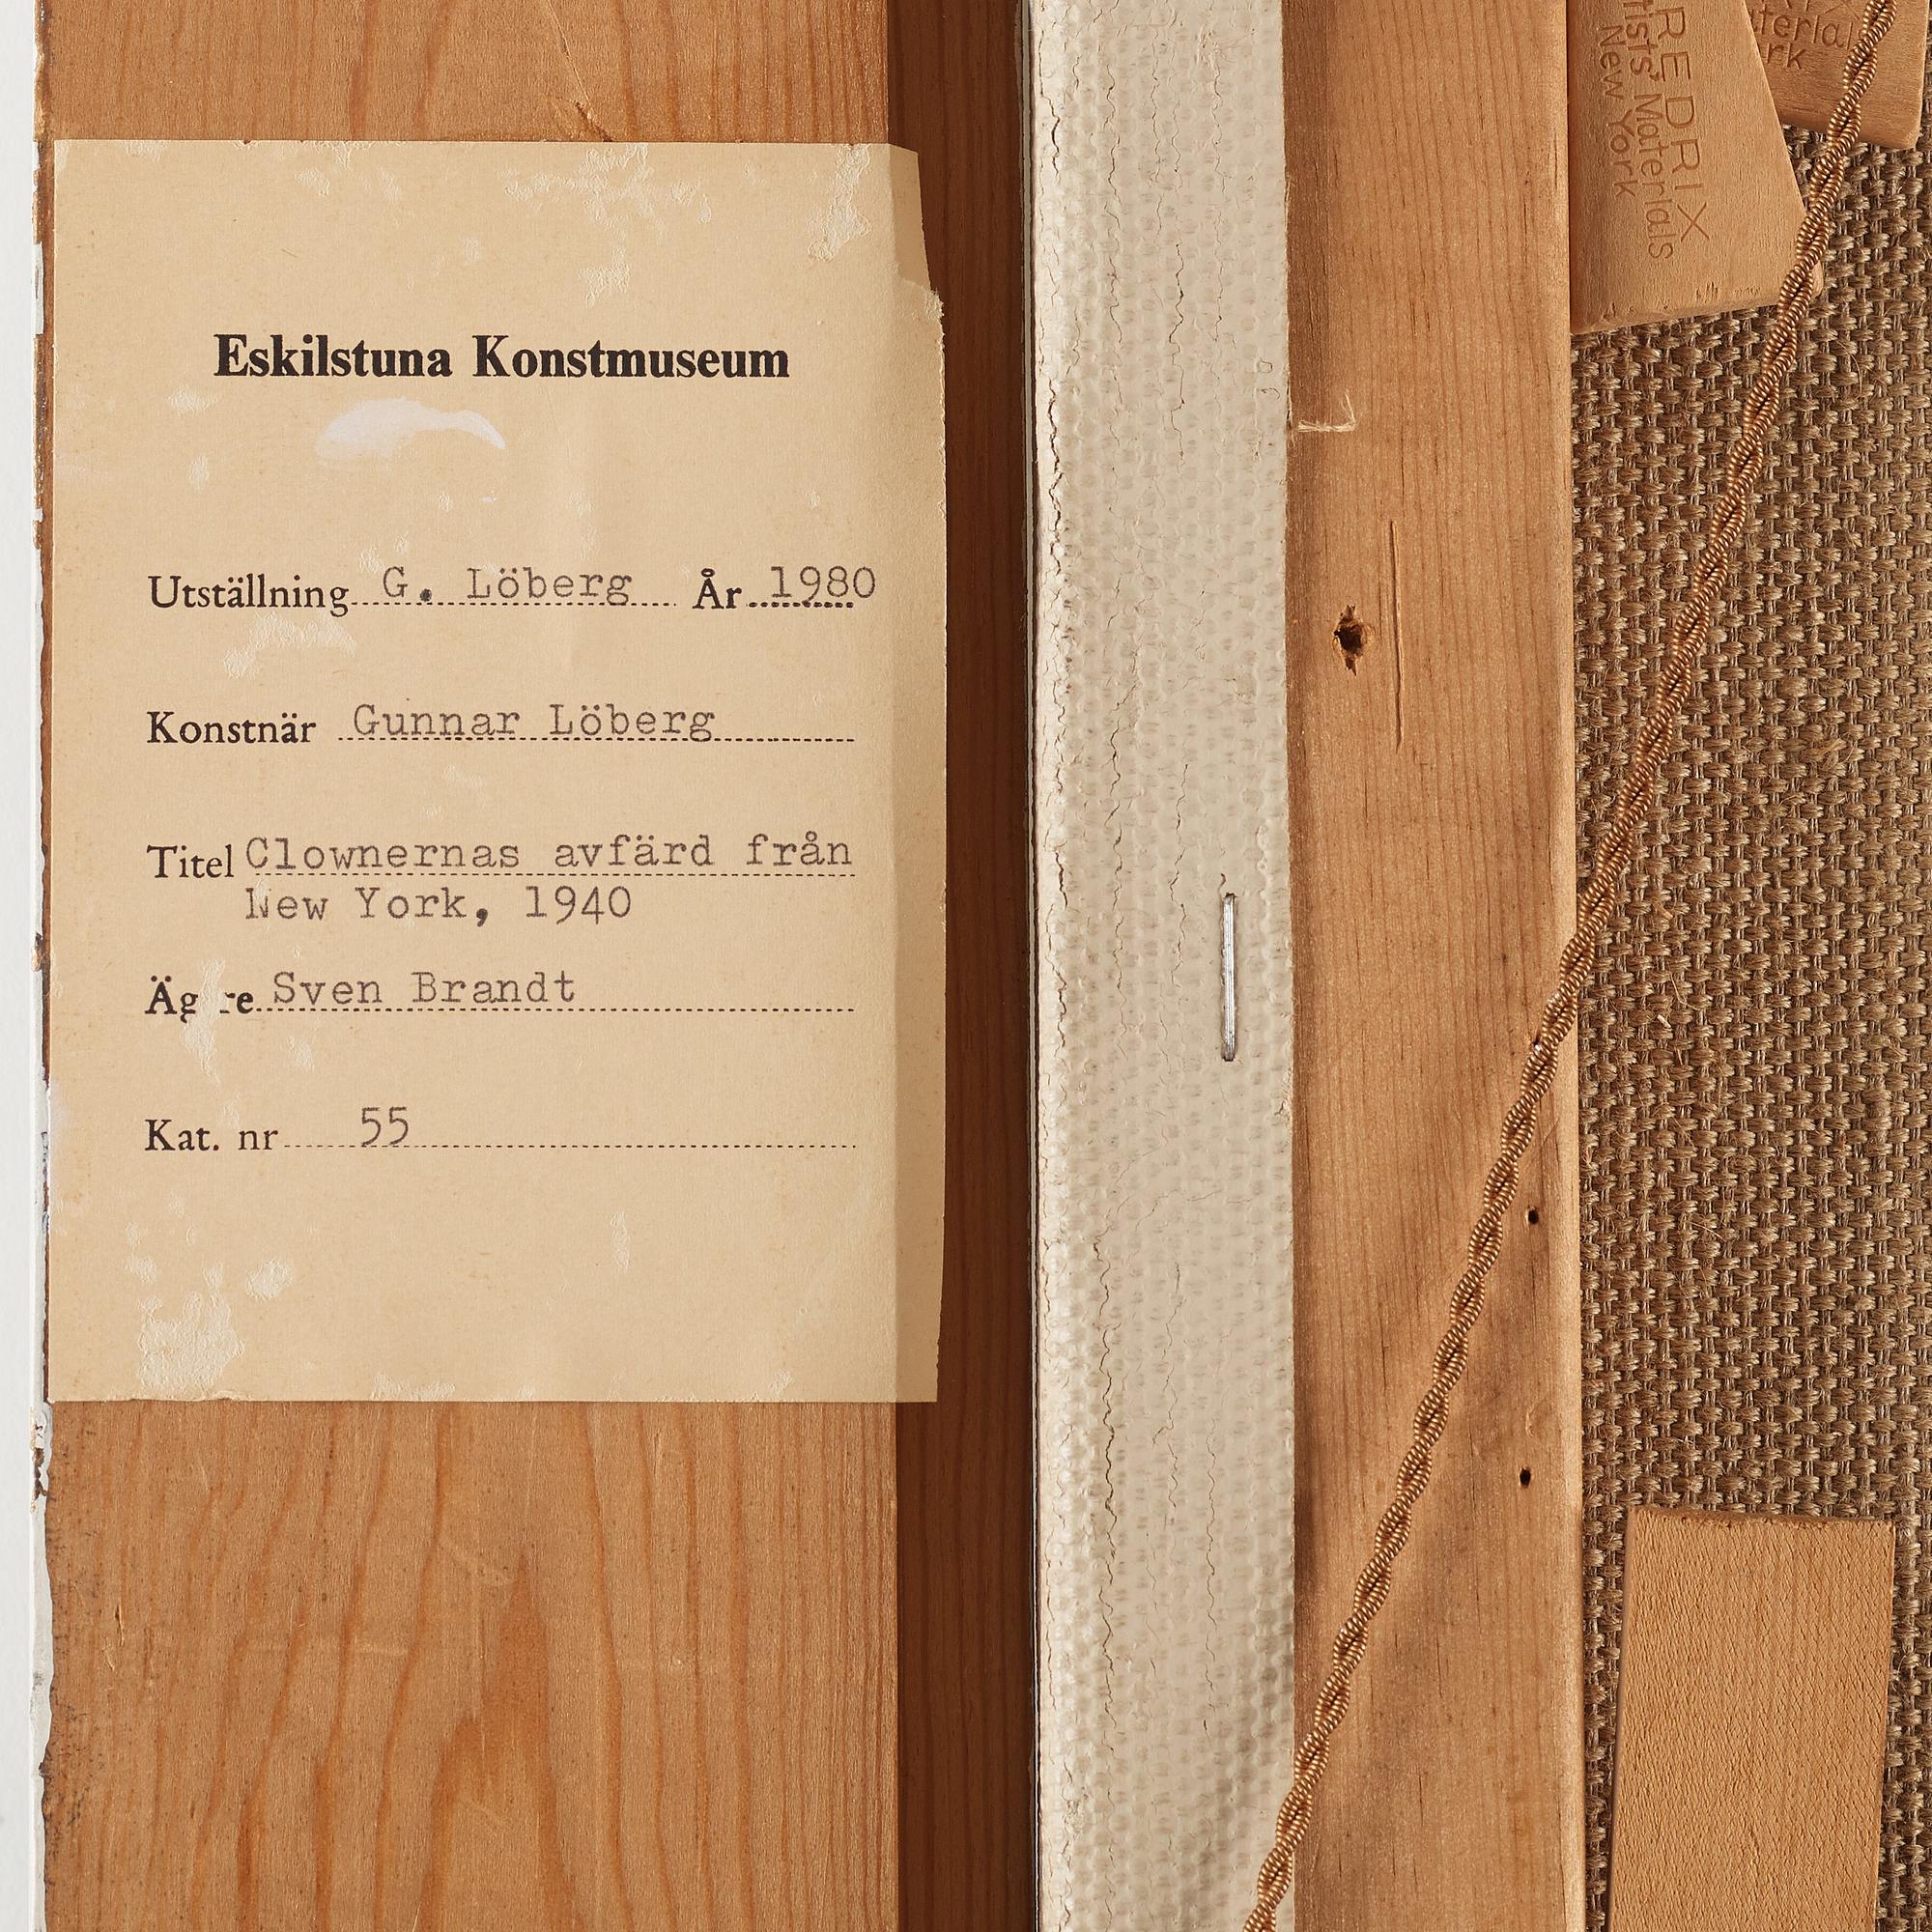 Eskilstuna Konstmuseum
Utställning G. Löberg År 1980
Konstnär Gunnar Löberg
Titel Clownernas avfärd från
New York, 1940
Sven Brandt
Kat. nr 55
REDRIX
Materials
New York